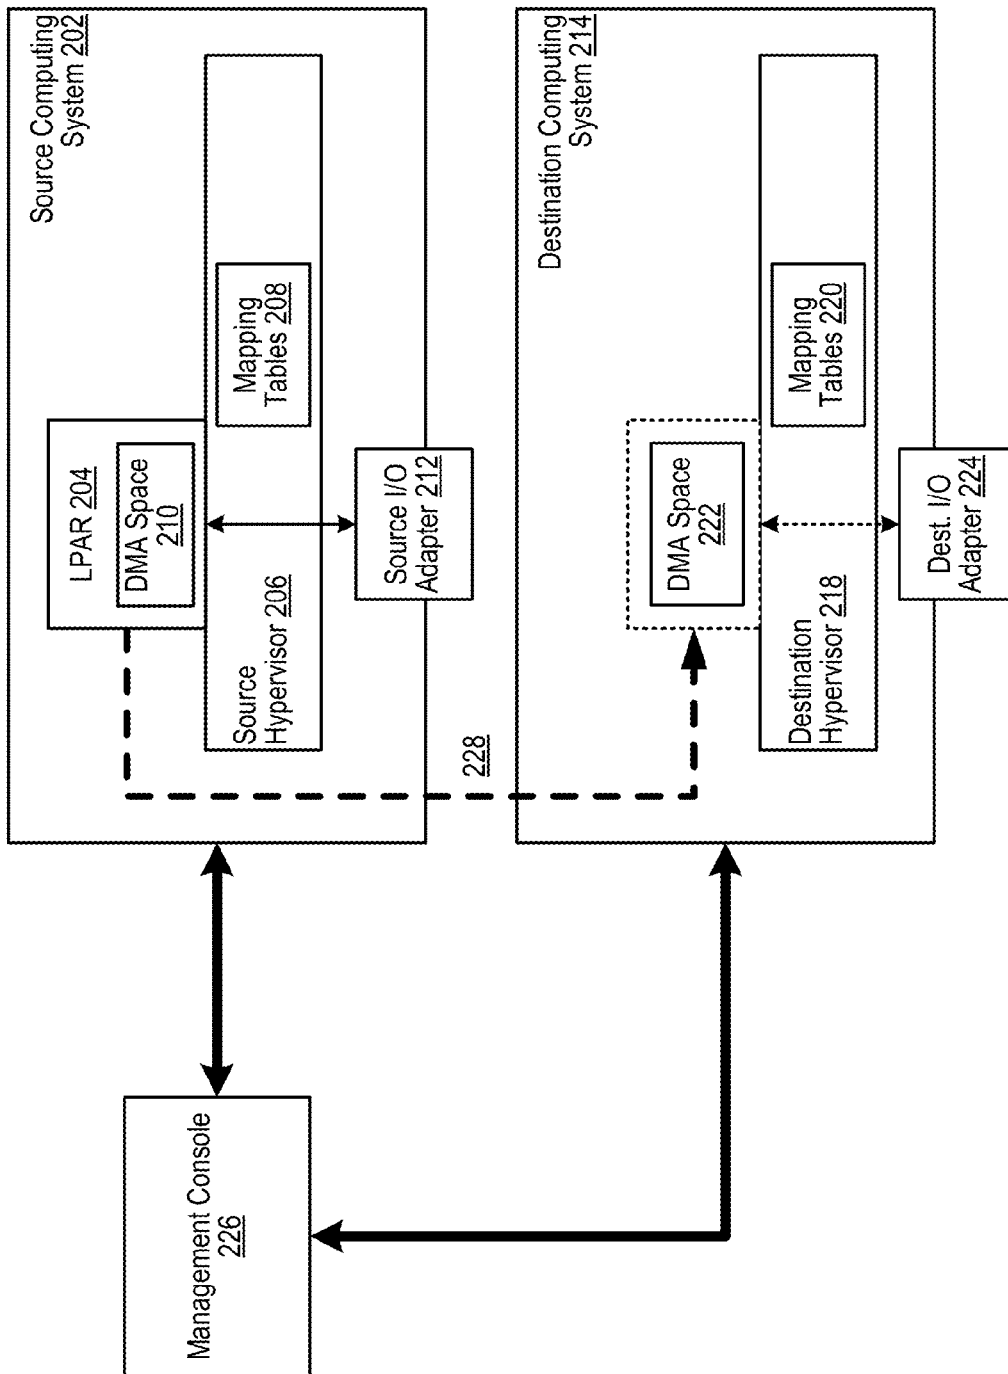 Source Computing
System 202
LPAR 204
DMA Space
210
Mapping
Tables 208
Source
Hypervisor 206
Source I/O
Adapter 212
Management Console
226
228
Destination Computing
System 214
DMA Space
222
Mapping
Tables 220
Destination
Hypervisor 218
Dest. I/O
Adapter 224